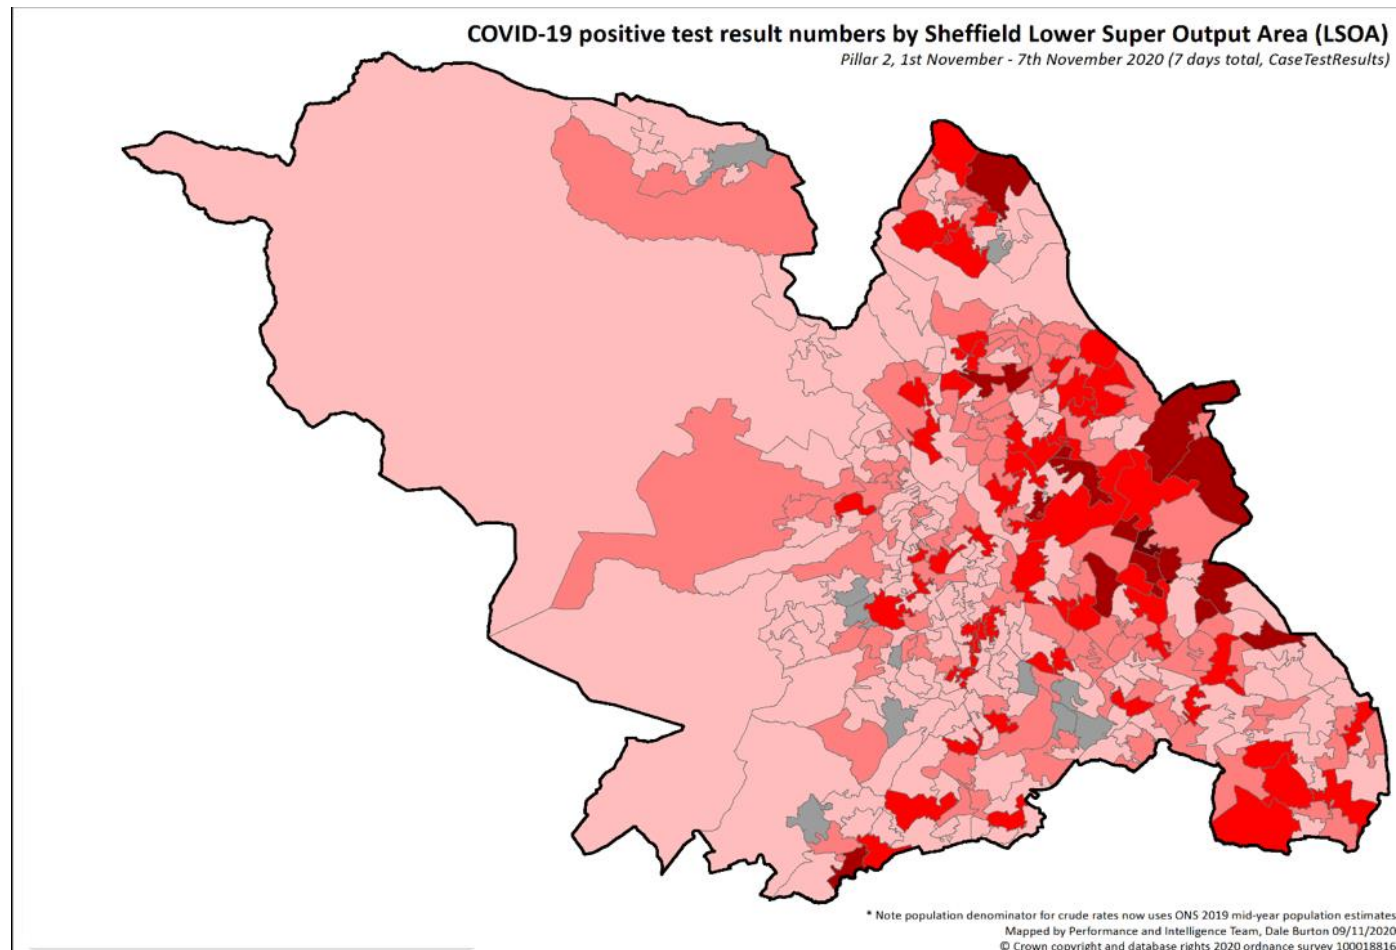 COVID-19 positive test result numbers by Sheffield Lower Super Output Area (LSOA)
Pillar 2, 1st November - 7th November 2020 (7 days total, CaseTestResults)
* Note population denominator for crude rates now uses ONS 2019 mid-year population estimates
Mapped by Performance and Intelligence Team, Dale Burton 09/11/2020
© Crown copyright and database rights 2020 ordnance survey 100018816